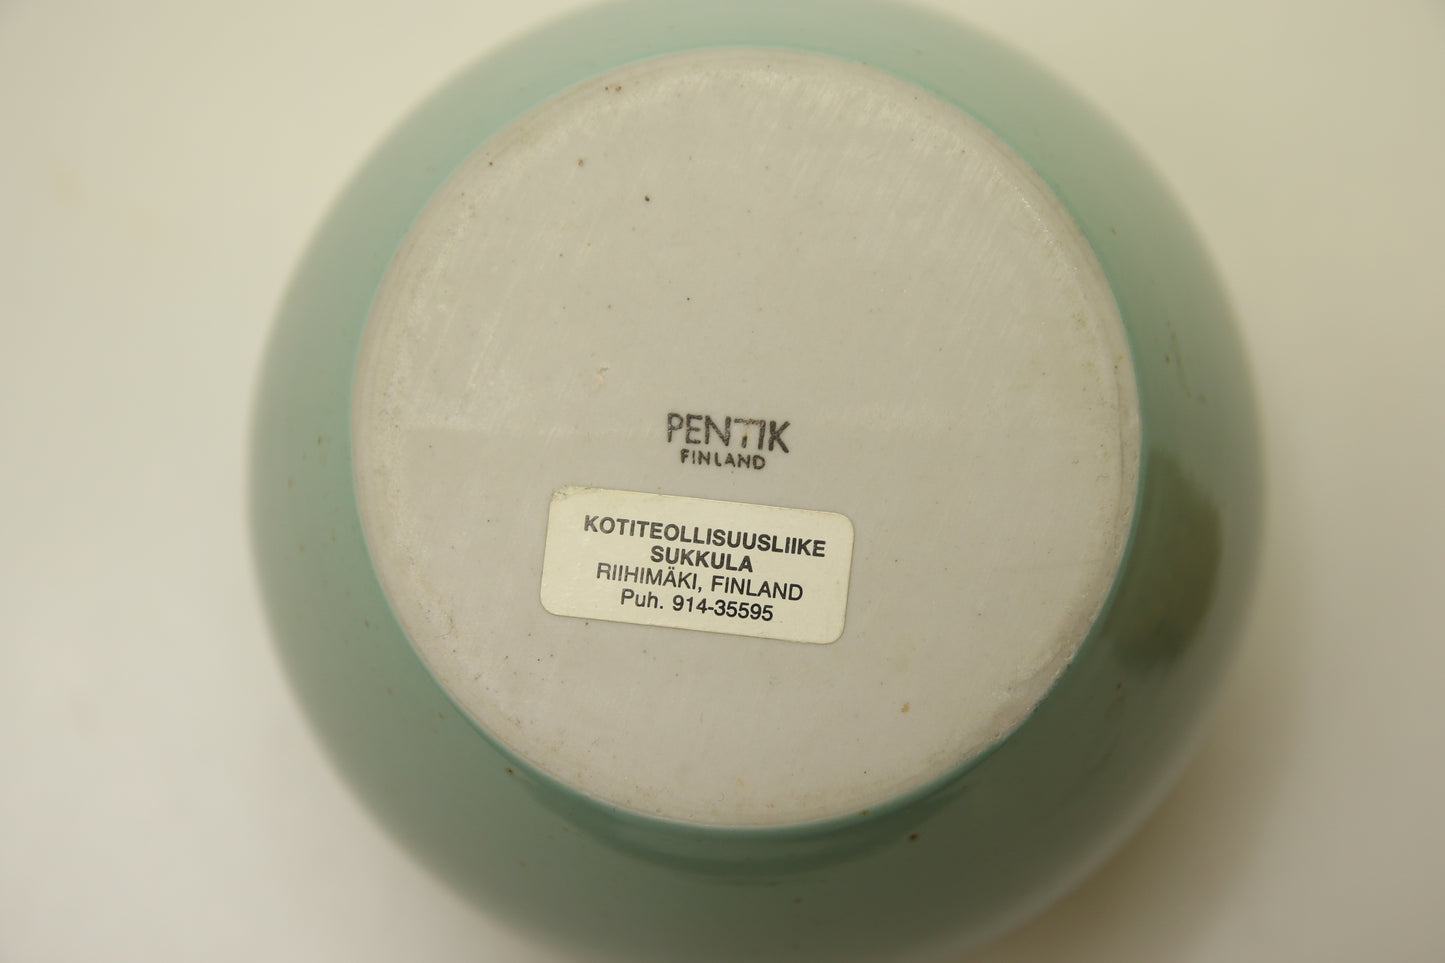 PENTIK
FINLAND
KOTITEOLLISUUSLIIKE
SUKKULA
RIIHIMÄKI, FINLAND
Puh. 914-35595